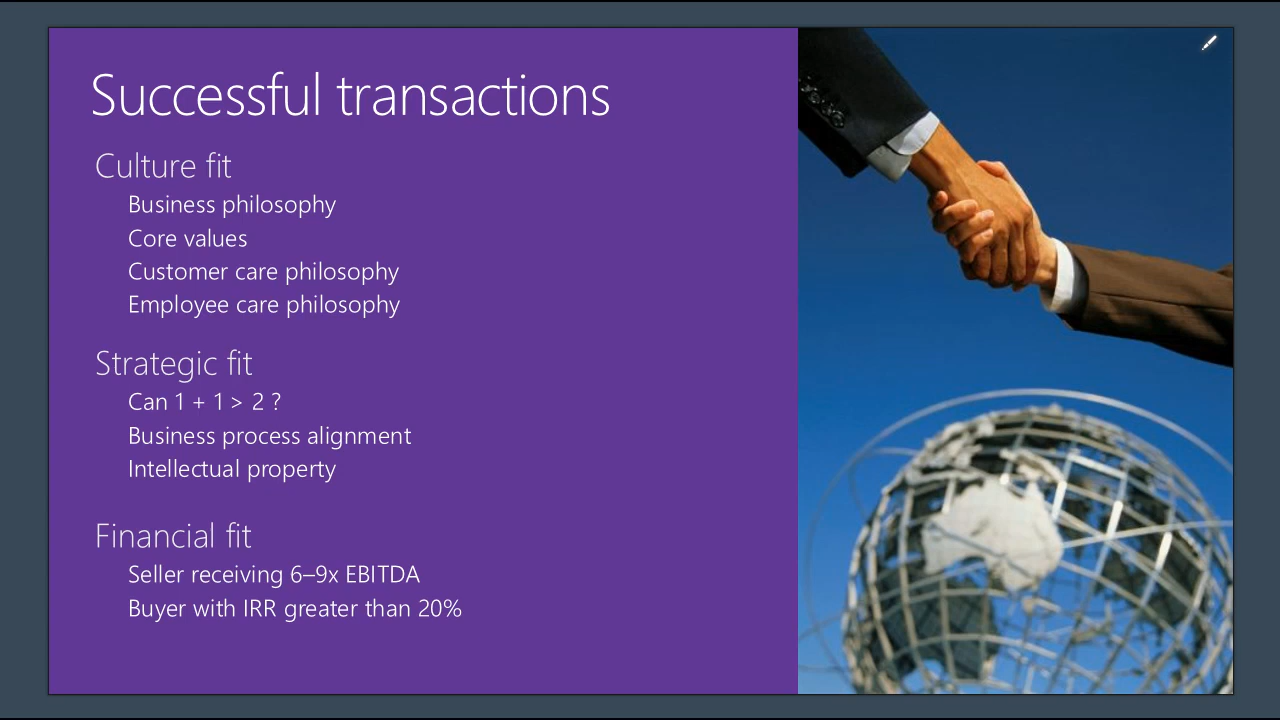 Successful transactions
Culture fit
Business philosophy
Core values
Customer care philosophy
Employee care philosophy
Strategic fit
Can 1 + 1 > 2 ?
Business process alignment
Intellectual property
Financial fit
Seller receiving 6–9x EBITDA
Buyer with IRR greater than 20%